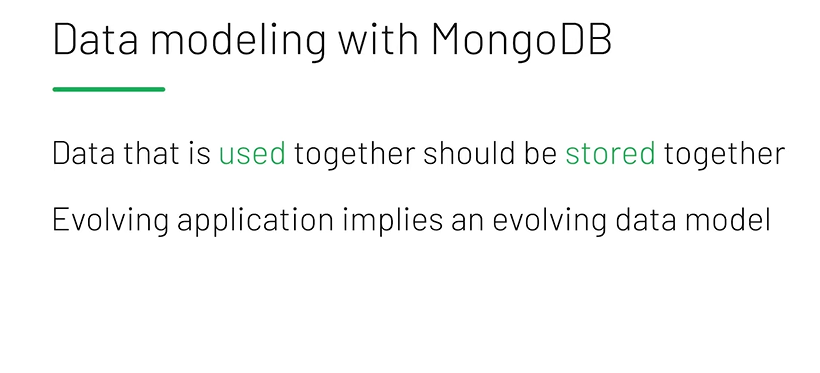 Data modeling with MongoDB
Data that is used together should be stored together
Evolving application implies an evolving data model